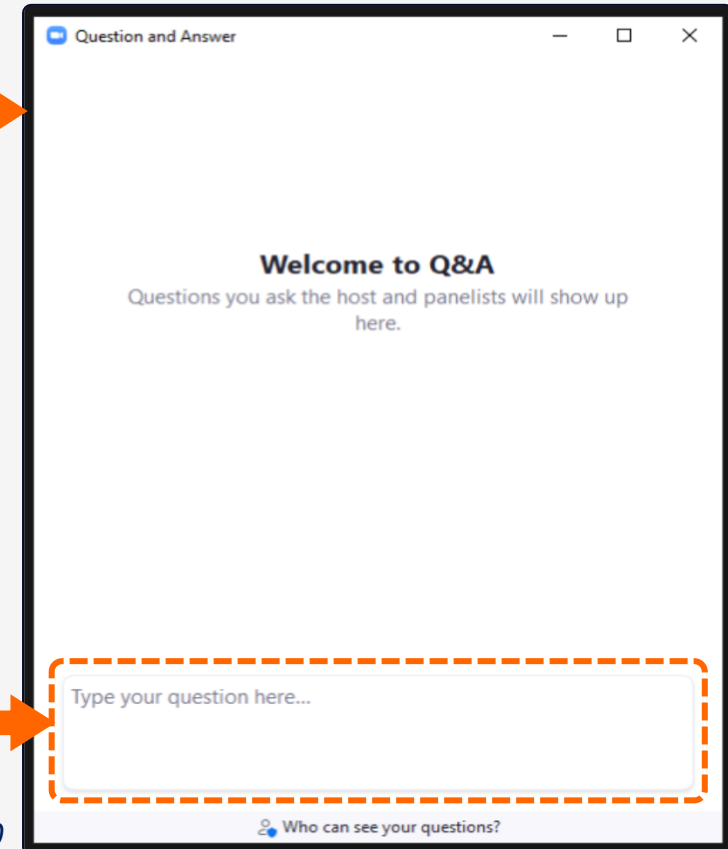 Question and Answer
Welcome to Q&A
Questions you ask the host and panelists will show up
here.
Type your question here...
Who can see your questions?